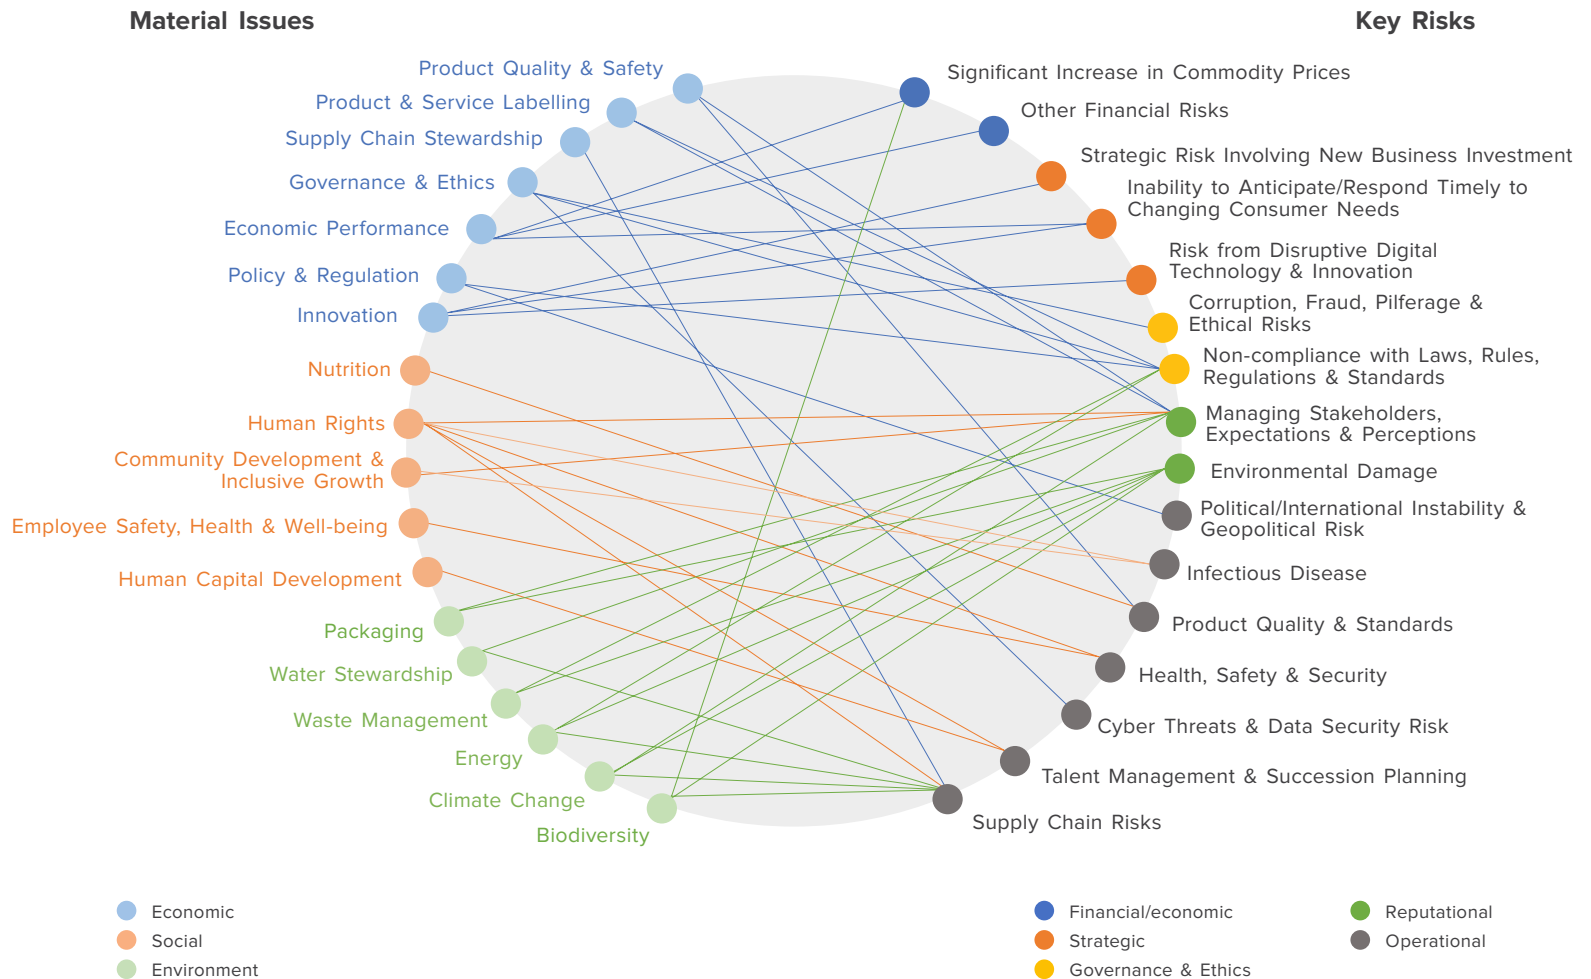 Material Issues
Key Risks
Product Quality & Safety
Product & Service Labelling
Supply Chain Stewardship
Governance & Ethics
Economic Performance
Policy & Regulation
Innovation
Nutrition
Human Rights
Community Development &
Inclusive Growth
Employee Safety, Health & Well-being
Human Capital Development
Packaging
Water Stewardship
Waste Management
Energy
Climate Change
Biodiversity
Significant Increase in Commodity Prices
Other Financial Risks
Strategic Risk Involving New Business Investment
Inability to Anticipate/Respond Timely to
Changing Consumer Needs
Risk from Disruptive Digital
Technology & Innovation
Corruption, Fraud, Pilferage &
Ethical Risks
Non-compliance with Laws, Rules,
Regulations & Standards
Managing Stakeholders,
Expectations & Perceptions
Environmental Damage
Political/International Instability &
Geopolitical Risk
Infectious Disease
Product Quality & Standards
Health, Safety & Security
Cyber Threats & Data Security Risk
Talent Management & Succession Planning
Supply Chain Risks
Economic
Social
Environment
Financial/economic
Strategic
Governance & Ethics
Reputational
Operational